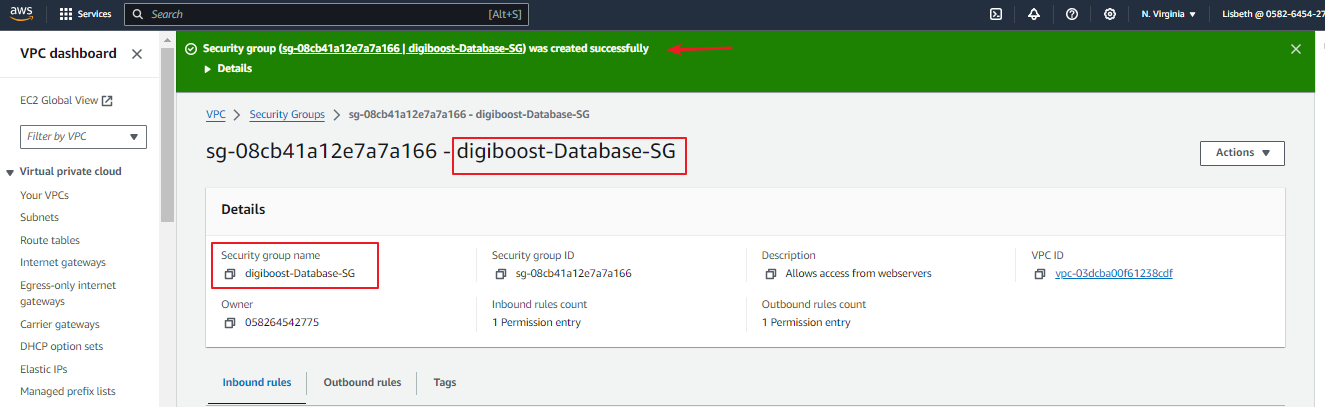 aws Services Search [Alt+S] N. Virginia Lisbeth @ 0582-6454-27
VPC dashboard
Security group (sg-08cb41a12e7a7a166 | digiboost-Database-SG) was created successfully
Details
EC2 Global View
Filter by VPC
Virtual private cloud
Your VPCs
Subnets
Route tables
Internet gateways
Egress-only internet
gateways
Carrier gateways
DHCP option sets
Elastic IPs
Managed prefix lists
VPC > Security Groups > sg-08cb41a12e7a7a166 - digiboost-Database-SG
sg-08cb41a12e7a7a166 - digiboost-Database-SG
Actions
Details
Security group name
digiboost-Database-SG
Security group ID
sg-08cb41a12e7a7a166
Description
Allows access from webservers
VPC ID
vpc-03dcba00f61238cdf
Owner
058264542775
Inbound rules count
1 Permission entry
Outbound rules count
1 Permission entry
Inbound rules Outbound rules Tags